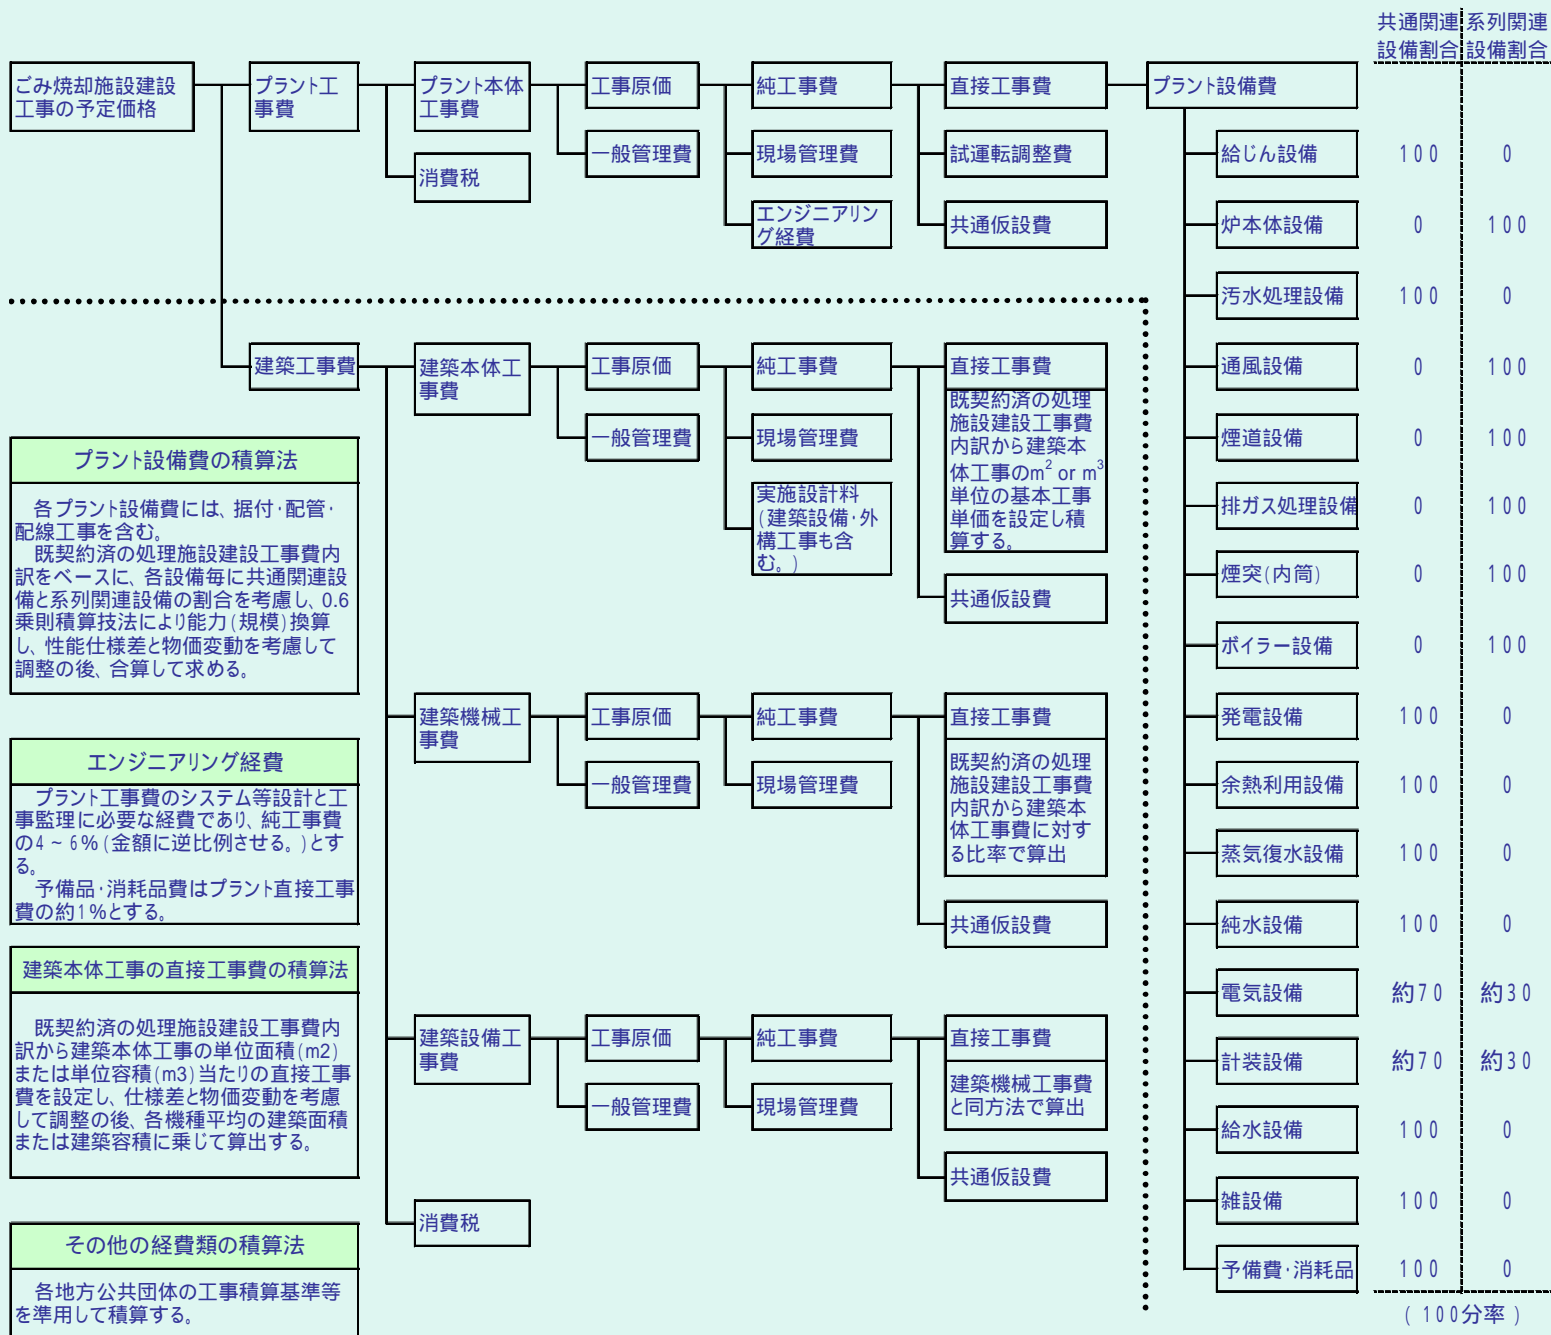 共通関連
設備割合
系列関連
設備割合
ごみ焼却施設建設
工事の予定価格
プラント工
事費
プラント本体
工事費
工事原価
純工事費
直接工事費
プラント設備費
一般管理費
現場管理費
試運転調整費
給じん設備 100 0
消費税
エンジニアリン
グ経費
共通仮設費
炉本体設備 0 100
汚水処理設備 100 0
建築工事費
建築本体工
事費
工事原価
純工事費
直接工事費
既契約済の処理
施設建設工事費
内訳から建築本
体工事のm² or m³
単位の基本工事
単価を設定し積
算する。
通風設備 0 100
一般管理費
現場管理費
煙道設備 0 100
実施設計料
(建築設備・外
構工事も含
む。)
排ガス処理設備 0 100
煙突(内筒) 0 100
共通仮設費
ボイラー設備 0 100
プラント設備費の積算法
各プラント設備費には、据付・配管・
配線工事を含む。
既契約済の処理施設建設工事費内
訳をベースに、各設備毎に共通関連設
備と系列関連設備の割合を考慮し、0.6
乗則積算技法により能力(規模)換算
し、性能仕様差と物価変動を考慮して
調整の後、合算して求める。
建築機械工
事費
工事原価
純工事費
直接工事費
既契約済の処理
施設建設工事費
内訳から建築本
体工事費に対す
る比率で算出
発電設備 100 0
一般管理費
現場管理費
余熱利用設備 100 0
蒸気復水設備 100 0
共通仮設費
純水設備 100 0
エンジニアリング経費
プラント工事費のシステム等設計と工
事監理に必要な経費であり、純工事費
の4～6%(金額に逆比例させる。)とす
る。
予備品・消耗品費はプラント直接工事
費の約1%とする。
建築本体工事の直接工事費の積算法
既契約済の処理施設建設工事費内
訳から建築本体工事の単位面積(m2)
または単位容積(m3)当たりの直接工事
費を設定し、仕様差と物価変動を考慮
して調整の後、各機種平均の建築面積
または建築容積に乗じて算出する。
電気設備 約70 約30
建築設備工
事費
工事原価
純工事費
直接工事費
建築機械工事費
と同方法で算出
計装設備 約70 約30
一般管理費
現場管理費
給水設備 100 0
共通仮設費
雑設備 100 0
消費税
予備費・消耗品 100 0
その他の経費類の積算法
各地方公共団体の工事積算基準等
を準用して積算する。
(100分率)